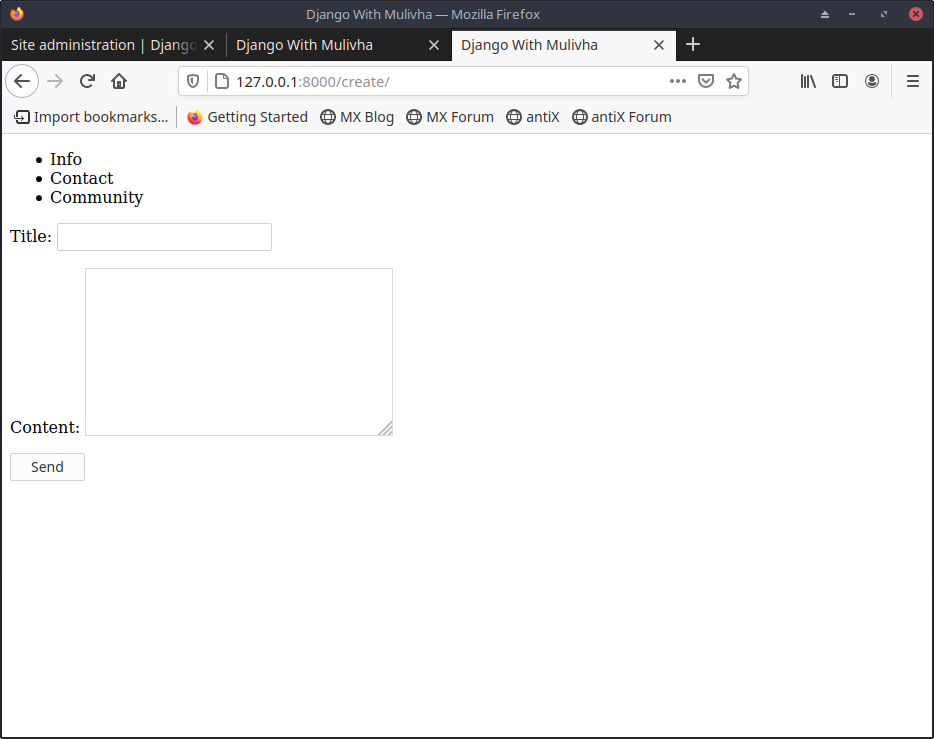 Django With Mulivha — Mozilla Firefox
Site administration | Django Django With Mulivha Django With Mulivha
127.0.0.1:8000/create/
Import bookmarks... Getting Started MX Blog MX Forum antiX antiX Forum
Info
Contact
Community
Title:
Content:
Send